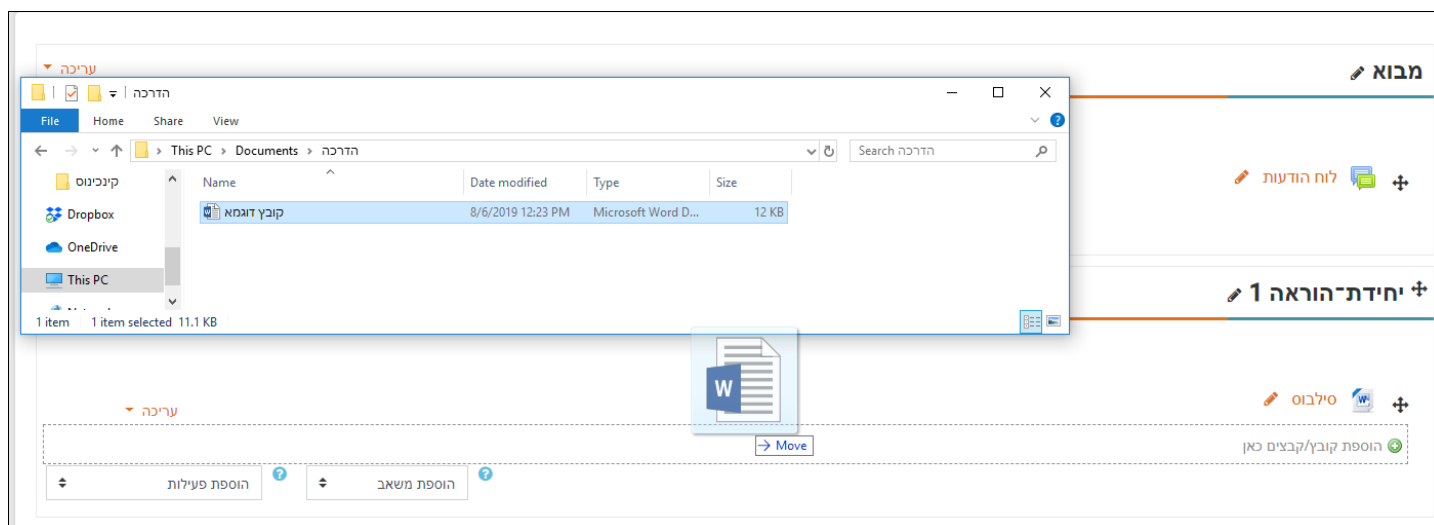 מבוא
עריכה
הדרכה
File Home Share View
This PC > Documents > הדרכה
Search הדרכה
קינכינוס
Name Date modified Type Size
Dropbox
קובץ דוגמא 8/6/2019 12:23 PM Microsoft Word D... 12 KB
OneDrive
This PC
1 item 1 item selected 11.1 KB
לוח הודעות
יחידת־הוראה 1
W
סילבוס
עריכה
הוספת קובץ/קבצים כאן
→ Move
הוספת משאב
הוספת פעילות